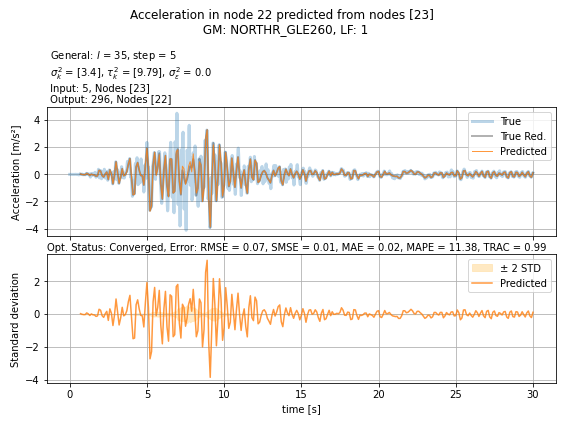 Acceleration in node 22 predicted from nodes [23]
GM: NORTHR_GLE260, LF: 1
General: l = 35, step = 5
σ²ₖ = [3.4], τ²ₖ = [9.79], σ²ε = 0.0
Input: 5, Nodes [23]
Output: 296, Nodes [22]
Acceleration [m/s²]
4
2
0
−2
−4
True
True Red.
Predicted
Opt. Status: Converged, Error: RMSE = 0.07, SMSE = 0.01, MAE = 0.02, MAPE = 11.38, TRAC = 0.99
Standard deviation
2
0
−2
−4
± 2 STD
Predicted
0 5 10 15 20 25 30
time [s]